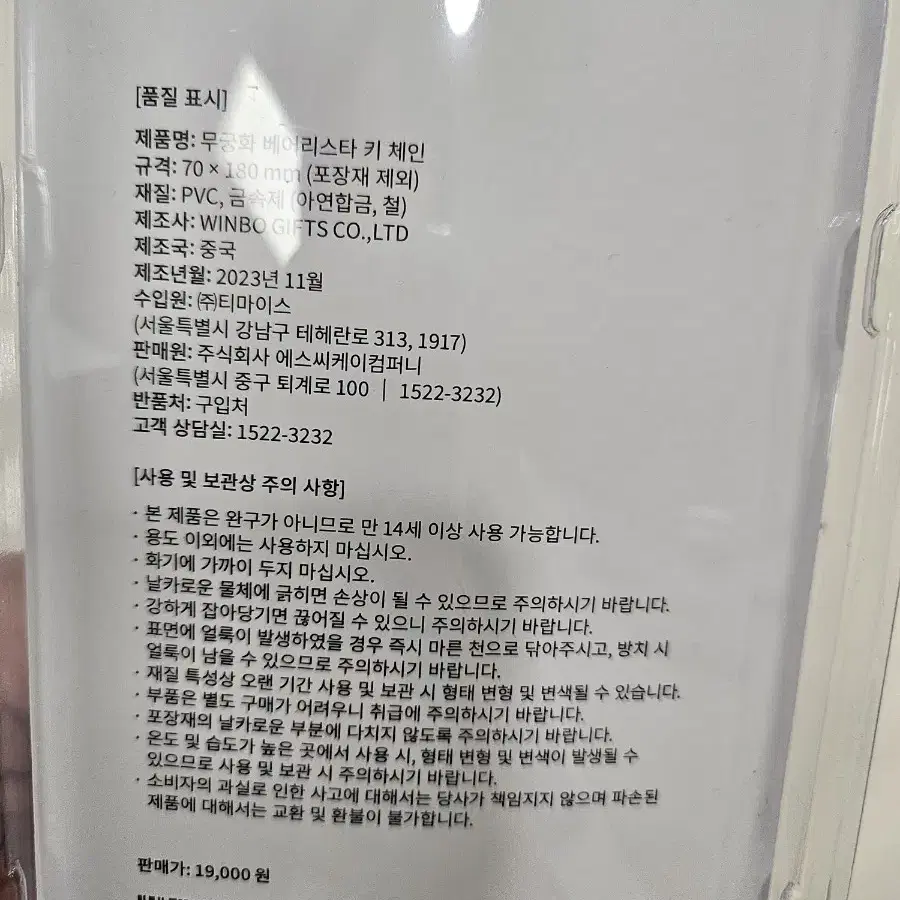 [품질 표시]
제품명: 무궁화 베어리스타 키 체인
규격: 70 × 180 mm (포장재 제외)
재질: PVC, 금속제 (아연합금, 철)
제조사: WINBO GIFTS CO.,LTD
제조국: 중국
제조년월: 2023년 11월
수입원: ㈜티마이스
(서울특별시 강남구 테헤란로 313, 1917)
판매원: 주식회사 에스씨케이컴퍼니
(서울특별시 중구 퇴계로 100 | 1522-3232)
반품처: 구입처
고객 상담실: 1522-3232
[사용 및 보관상 주의 사항]
· 본 제품은 완구가 아니므로 만 14세 이상 사용 가능합니다.
· 용도 이외에는 사용하지 마십시오.
· 화기에 가까이 두지 마십시오.
· 날카로운 물체에 긁히면 손상이 될 수 있으므로 주의하시기 바랍니다.
· 강하게 잡아당기면 끊어질 수 있으니 주의하시기 바랍니다.
· 표면에 얼룩이 발생하였을 경우 즉시 마른 천으로 닦아주시고, 방치 시
얼룩이 남을 수 있으므로 주의하시기 바랍니다.
· 재질 특성상 오랜 기간 사용 및 보관 시 형태 변형 및 변색될 수 있습니다.
· 부품은 별도 구매가 어려우니 취급에 주의하시기 바랍니다.
· 포장재의 날카로운 부분에 다치지 않도록 주의하시기 바랍니다.
· 온도 및 습도가 높은 곳에서 사용 시, 형태 변형 및 변색이 발생될 수
있으므로 사용 및 보관 시 주의하시기 바랍니다.
· 소비자의 과실로 인한 사고에 대해서는 당사가 책임지지 않으며 파손된
제품에 대해서는 교환 및 환불이 불가합니다.
판매가: 19,000 원